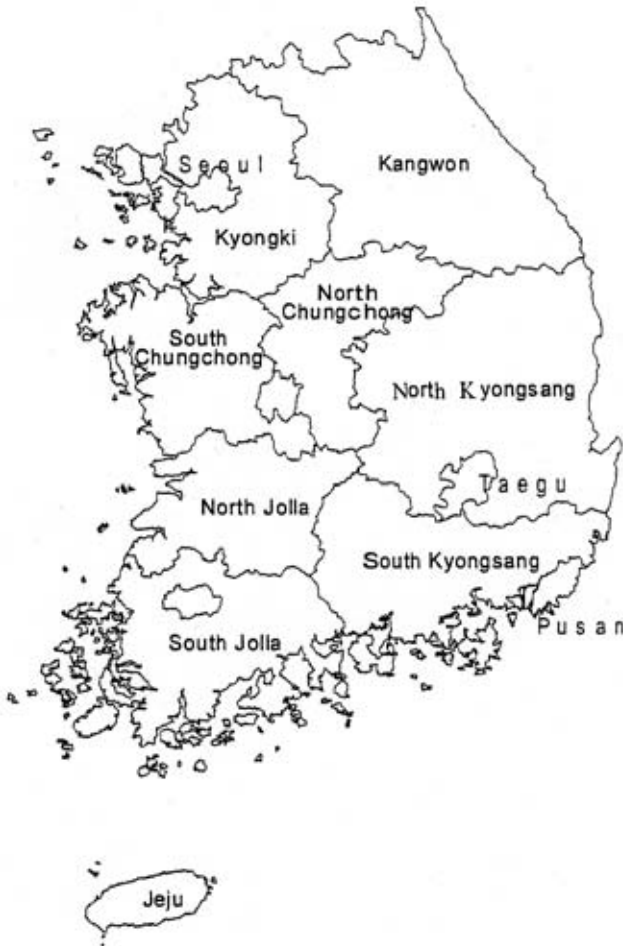 Seoul
Kangwon
Kyongki
North
Chungchong
South
Chungchong
North Kyongsang
Taegu
North Jolla
South Kyongsang
Pusan
South Jolla
Jeju